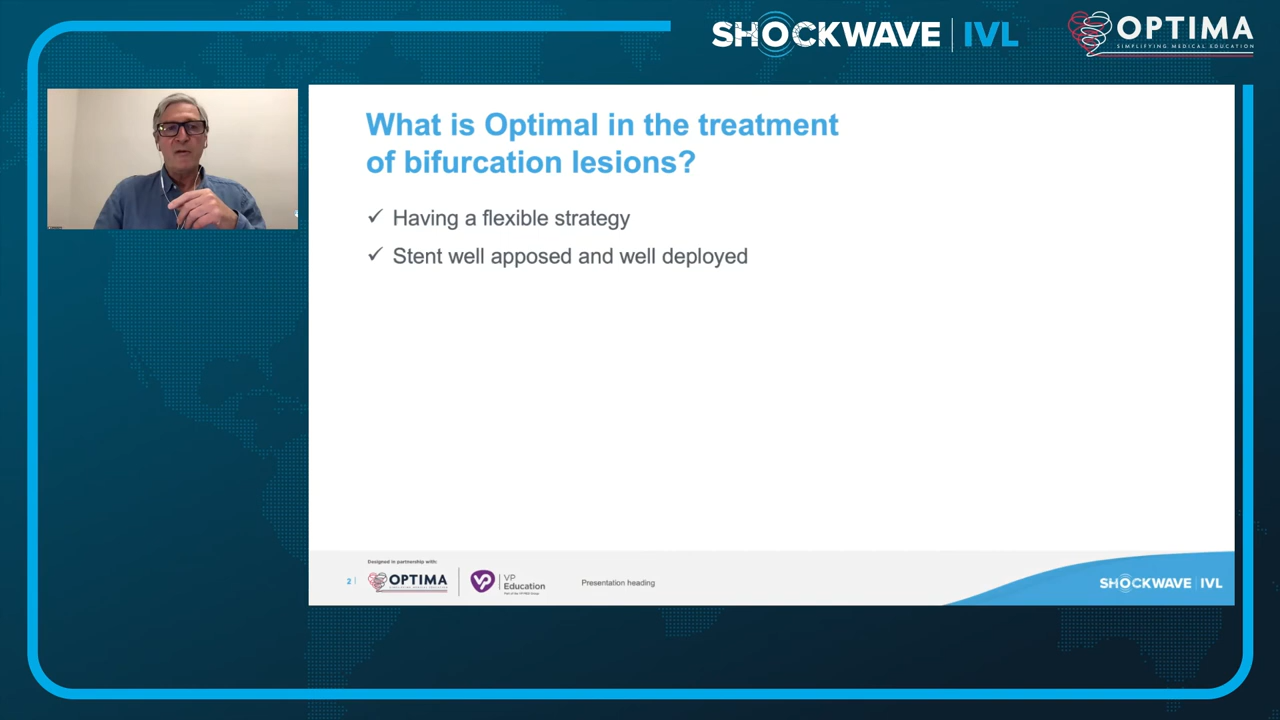 SHOCKWAVE | IVL
OPTIMA
SIMPLIFYING MEDICAL EDUCATION
What is Optimal in the treatment
of bifurcation lesions?
✓ Having a flexible strategy
✓ Stent well apposed and well deployed
Designed in partnership with:
2 |
OPTIMA
VP
VP
Education
Presentation heading
SHOCKWAVE | IVL